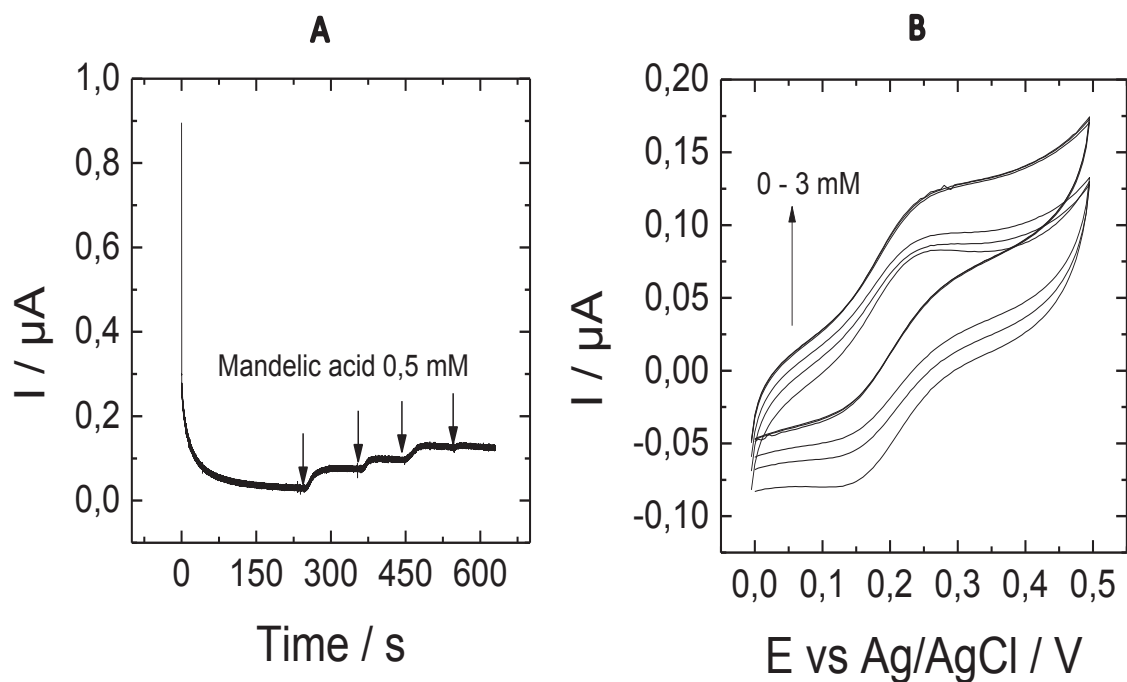 A
1,0
0,8
0,6
0,4
0,2
0,0
I / µA
Mandelic acid 0,5 mM
0 150 300 450 600
Time / s
B
0,20
0,15
0,10
0,05
0,00
-0,05
-0,10
I / µA
0 - 3 mM
0,0 0,1 0,2 0,3 0,4 0,5
E vs Ag/AgCl / V